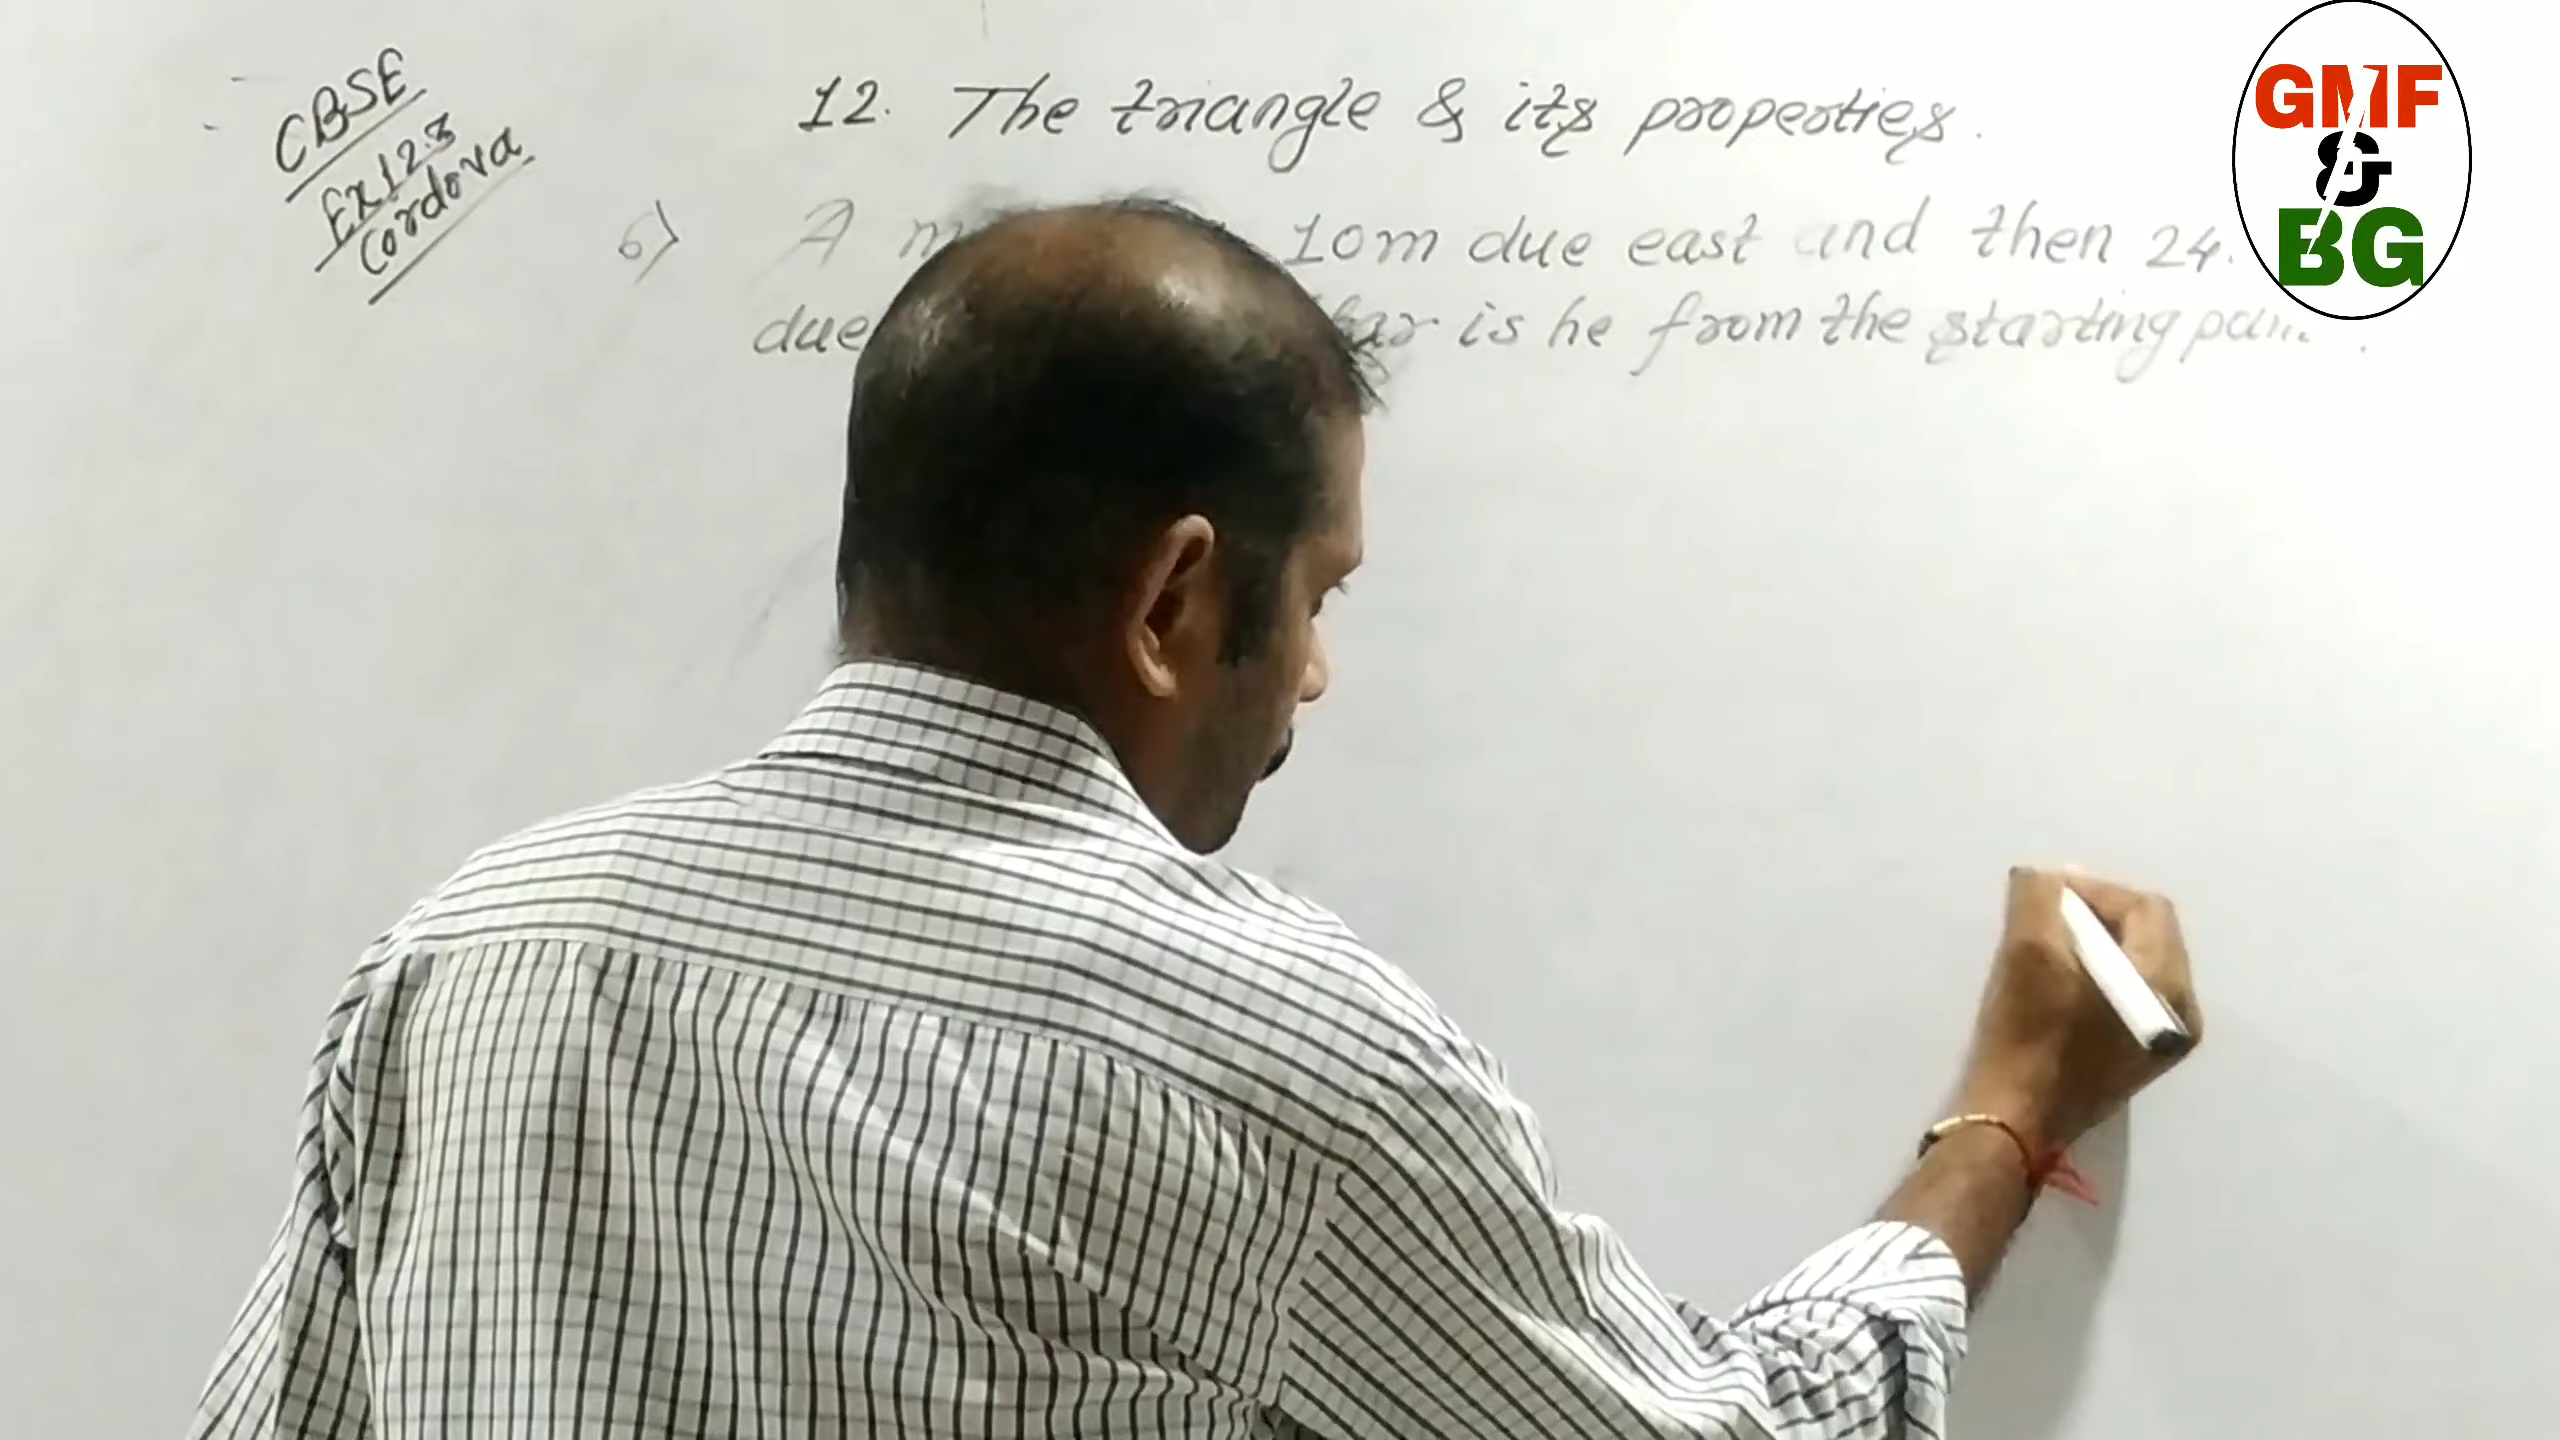 CBSE
Ex 12.3
Cordova
12. The triangle & its properties.
6) A 10m due east and then 24
due far is he from the starting
GMF
&
BG